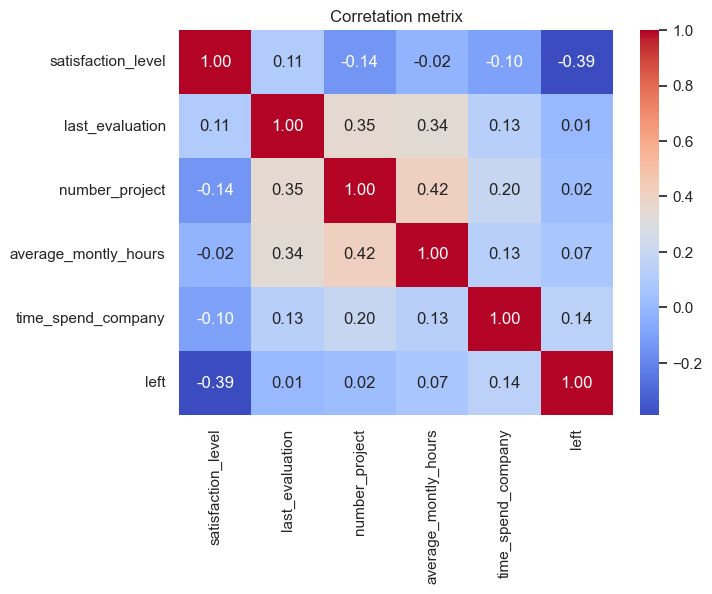 Corretation metrix
satisfaction_level 1.00 0.11 -0.14 -0.02 -0.10 -0.39
last_evaluation 0.11 1.00 0.35 0.34 0.13 0.01
number_project -0.14 0.35 1.00 0.42 0.20 0.02
average_montly_hours -0.02 0.34 0.42 1.00 0.13 0.07
time_spend_company -0.10 0.13 0.20 0.13 1.00 0.14
left -0.39 0.01 0.02 0.07 0.14 1.00
satisfaction_level
last_evaluation
number_project
average_montly_hours
time_spend_company
left
1.0
0.8
0.6
0.4
0.2
0.0
−0.2